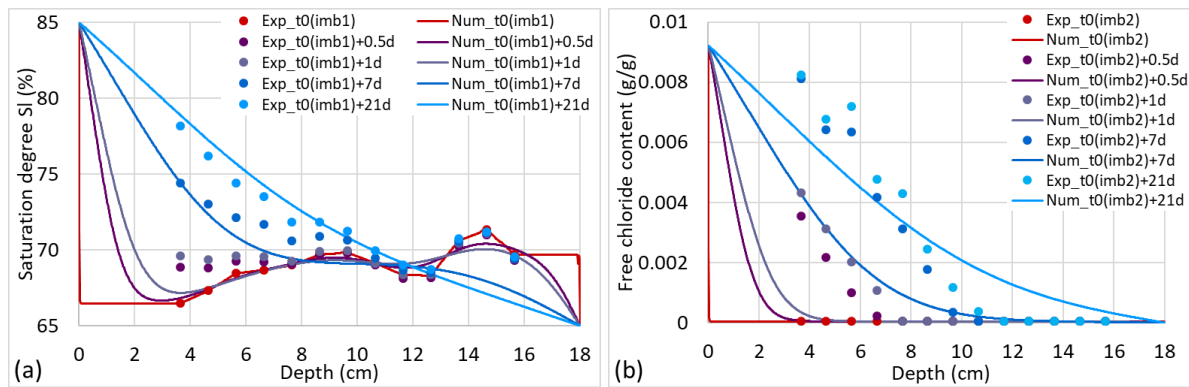 85
80
75
70
65
Saturation degree Sl (%)
Exp_t0(imb1) Num_t0(imb1)
Exp_t0(imb1)+0.5d Num_t0(imb1)+0.5d
Exp_t0(imb1)+1d Num_t0(imb1)+1d
Exp_t0(imb1)+7d Num_t0(imb1)+7d
Exp_t0(imb1)+21d Num_t0(imb1)+21d
0 2 4 6 8 10 12 14 16 18
(a) Depth (cm)
0.01
0.008
0.006
0.004
0.002
0
Free chloride content (g/g)
Exp_t0(imb2)
Num_t0(imb2)
Exp_t0(imb2)+0.5d
Num_t0(imb2)+0.5d
Exp_t0(imb2)+1d
Num_t0(imb2)+1d
Exp_t0(imb2)+7d
Num_t0(imb2)+7d
Exp_t0(imb2)+21d
Num_t0(imb2)+21d
0 2 4 6 8 10 12 14 16 18
(b) Depth (cm)